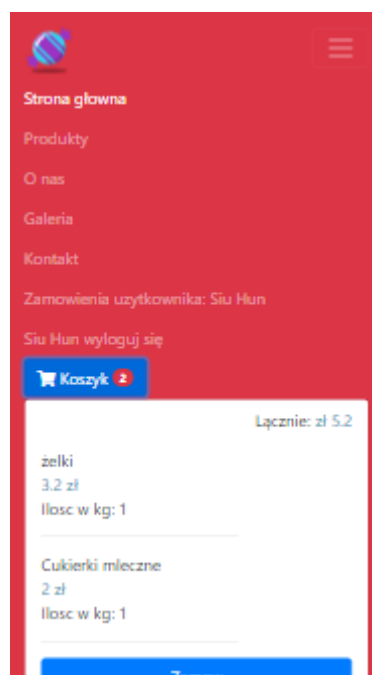 Strona głowna
Produkty
O nas
Galeria
Kontakt
Zamowienia uzytkownika: Siu Hun
Siu Hun wyloguj się
Koszyk 2
Łącznie: zł 5.2
żelki
3.2 zł
Ilosc w kg: 1
Cukierki mleczne
2 zł
Ilosc w kg: 1